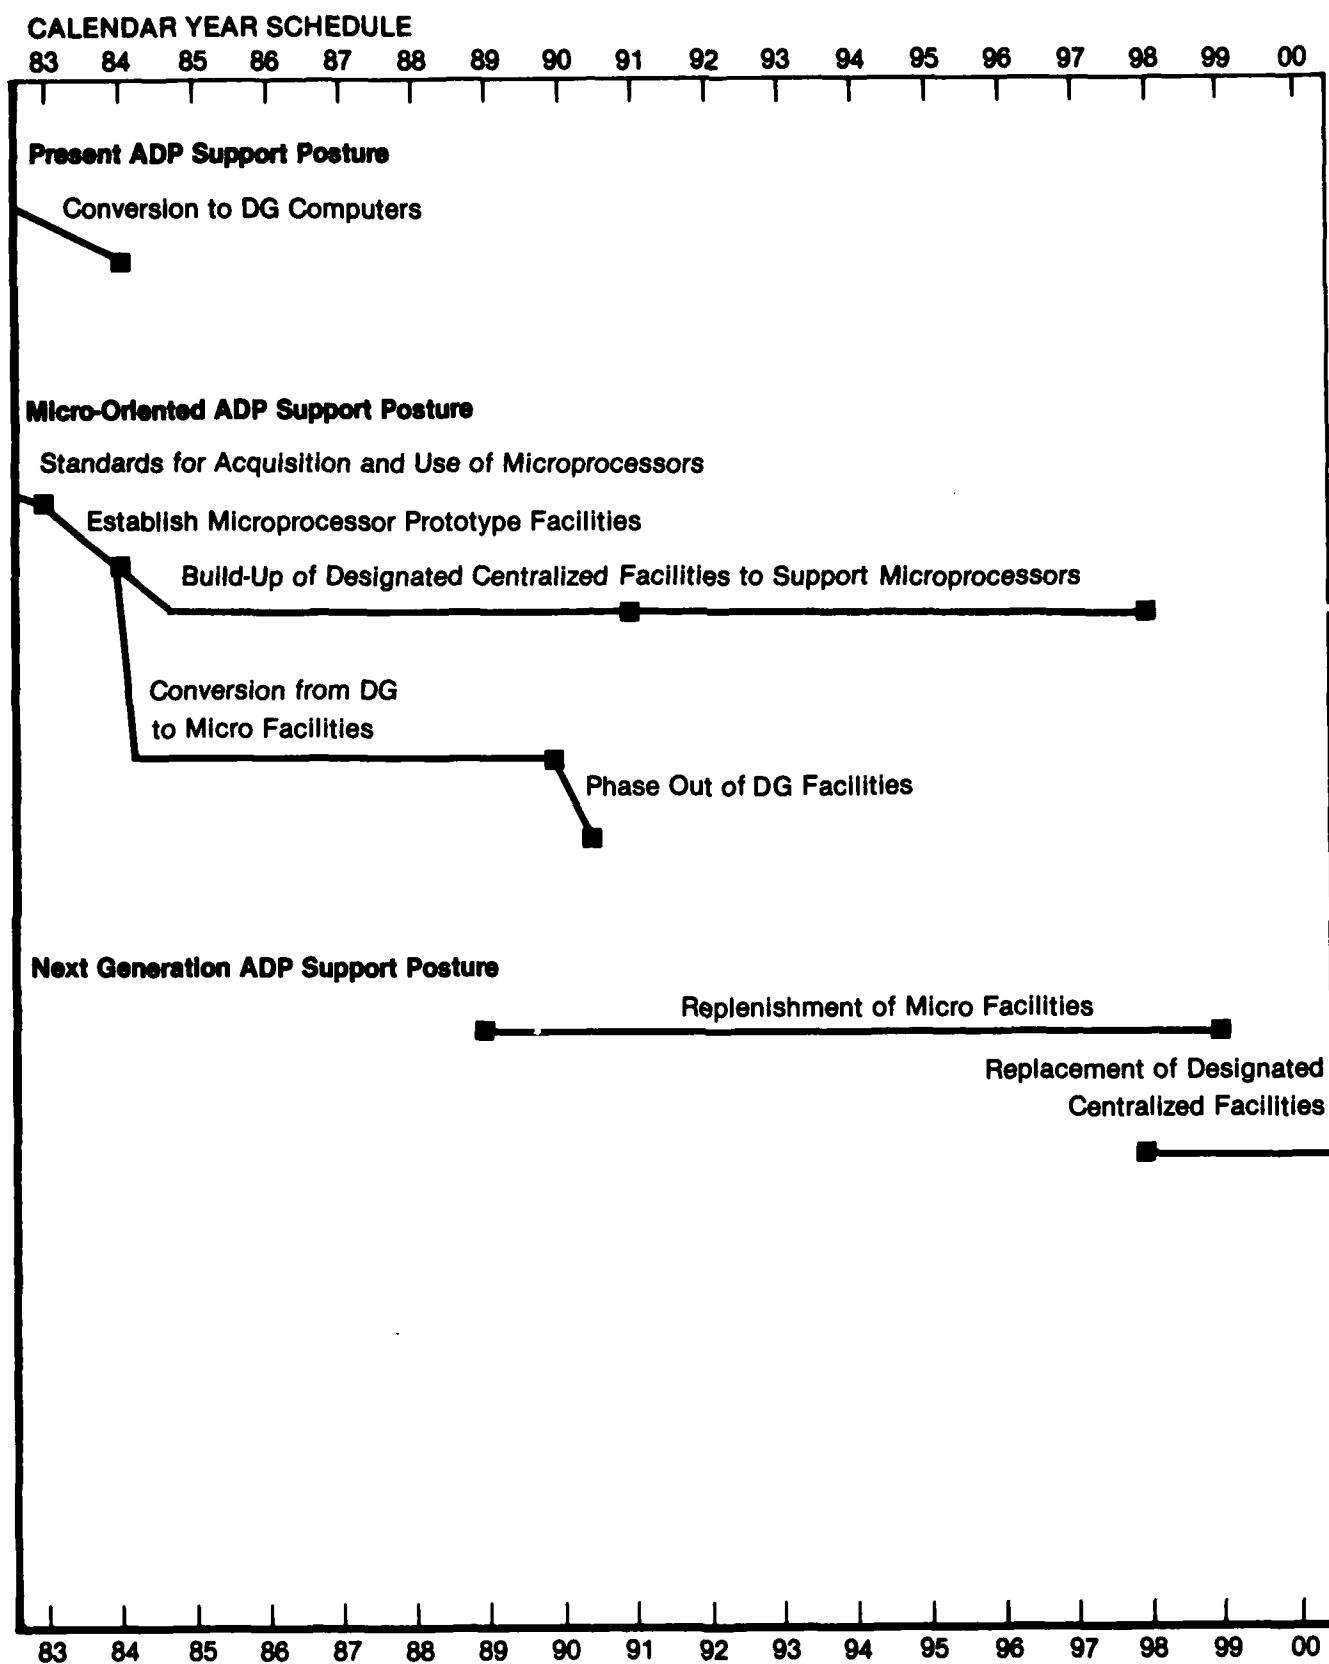 CALENDAR YEAR SCHEDULE
83 84 85 86 87 88 89 90 91 92 93 94 95 96 97 98 99 00
Present ADP Support Posture
Conversion to DG Computers
Micro-Oriented ADP Support Posture
Standards for Acquisition and Use of Microprocessors
Establish Microprocessor Prototype Facilities
Build-Up of Designated Centralized Facilities to Support Microprocessors
Conversion from DG
to Micro Facilities
Phase Out of DG Facilities
Next Generation ADP Support Posture
Replenishment of Micro Facilities
Replacement of Designated
Centralized Facilities
83 84 85 86 87 88 89 90 91 92 93 94 95 96 97 98 99 00